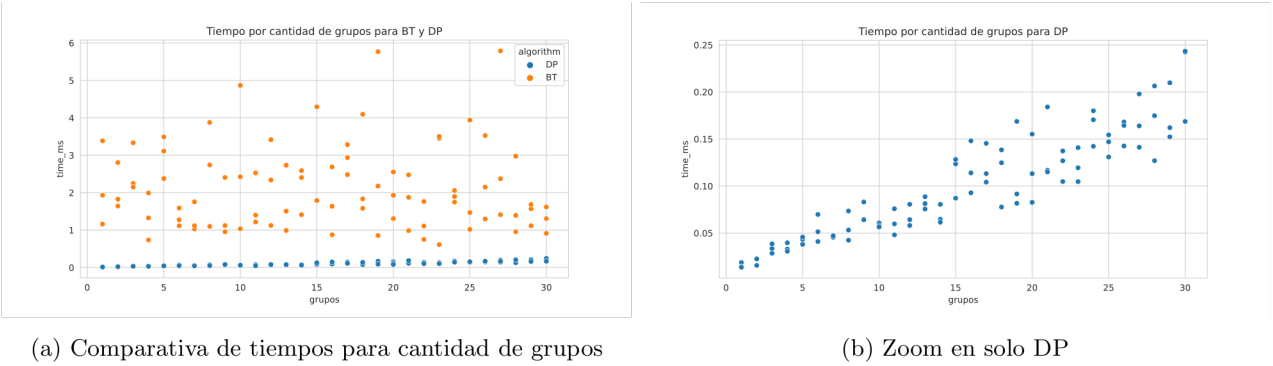 Tiempo por cantidad de grupos para BT y DP
6
5
4
3
2
1
0
time_ms
algorithm
DP
BT
0 5 10 15 20 25 30
grupos
(a) Comparativa de tiempos para cantidad de grupos
Tiempo por cantidad de grupos para DP
0.25
0.20
0.15
0.10
0.05
time_ms
0 5 10 15 20 25 30
grupos
(b) Zoom en solo DP